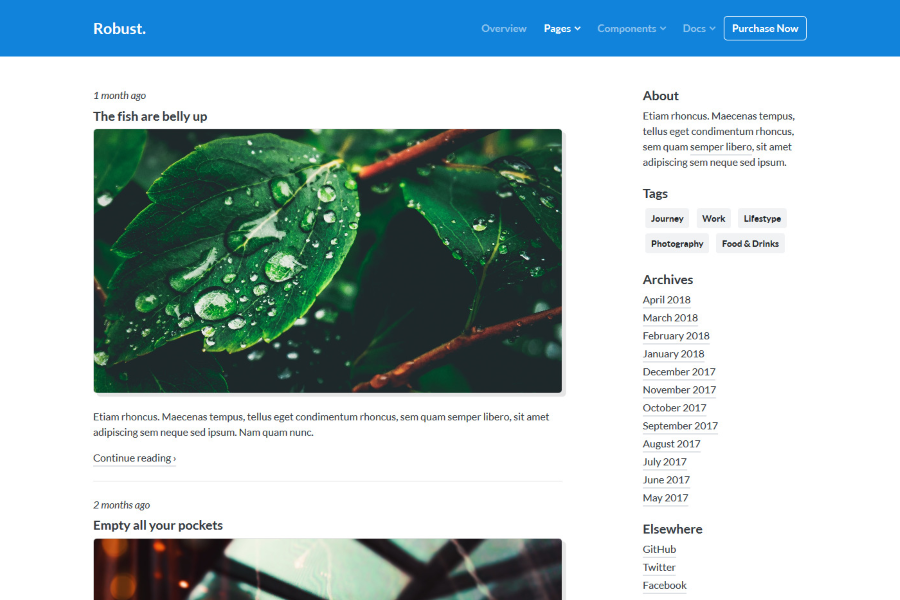 Robust.
Overview Pages Components Docs Purchase Now
1 month ago
The fish are belly up
Etiam rhoncus. Maecenas tempus, tellus eget condimentum rhoncus, sem quam semper libero, sit amet
adipiscing sem neque sed ipsum. Nam quam nunc.
Continue reading ›
2 months ago
Empty all your pockets
About
Etiam rhoncus. Maecenas tempus,
tellus eget condimentum rhoncus,
sem quam semper libero, sit amet
adipiscing sem neque sed ipsum.
Tags
Journey Work Lifestype
Photography Food & Drinks
Archives
April 2018
March 2018
February 2018
January 2018
December 2017
November 2017
October 2017
September 2017
August 2017
July 2017
June 2017
May 2017
Elsewhere
GitHub
Twitter
Facebook